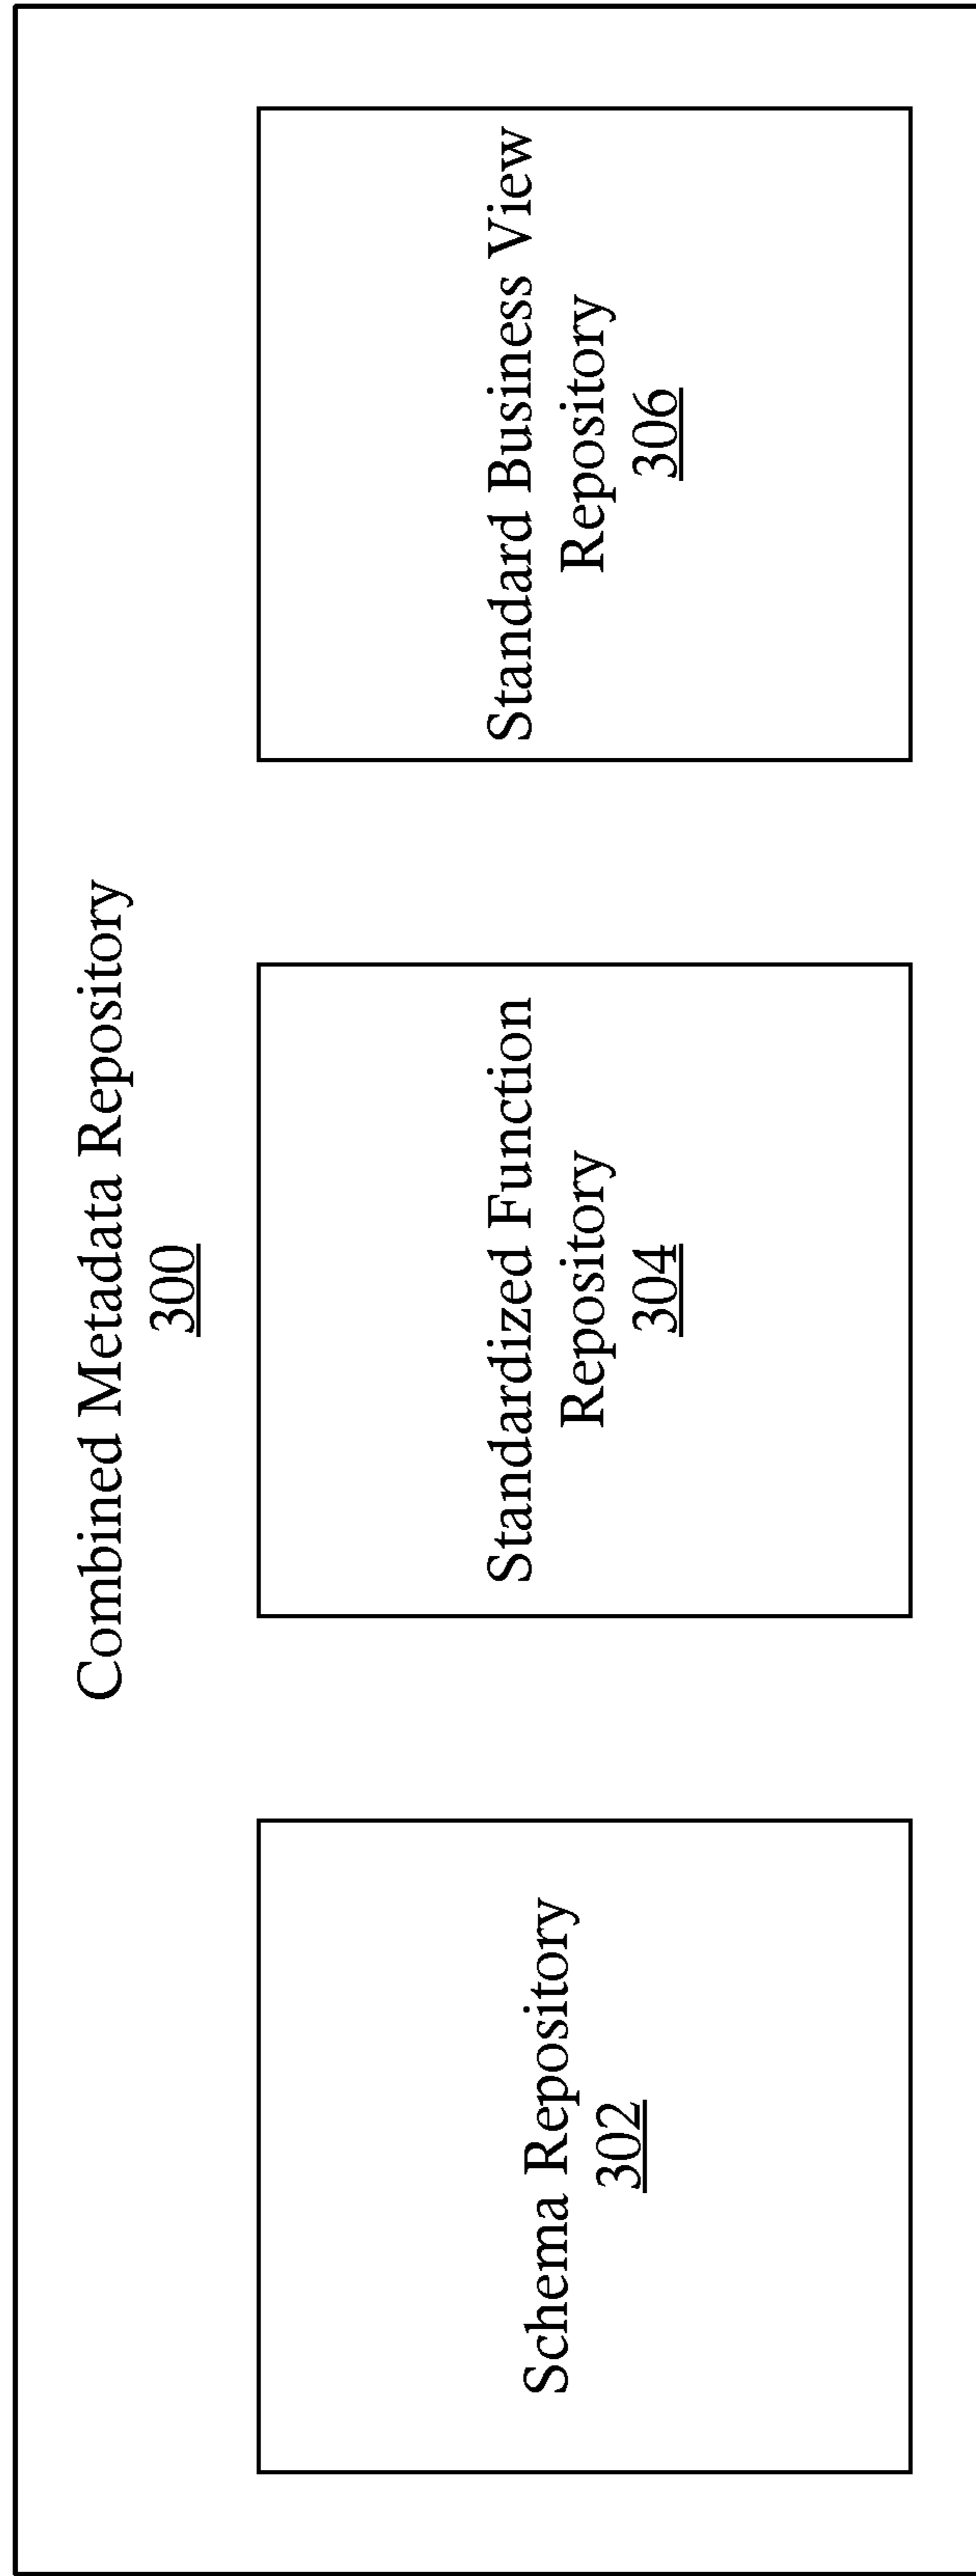 Combined Metadata Repository
300
Schema Repository
302
Standardized Function
Repository
304
Standard Business View
Repository
306